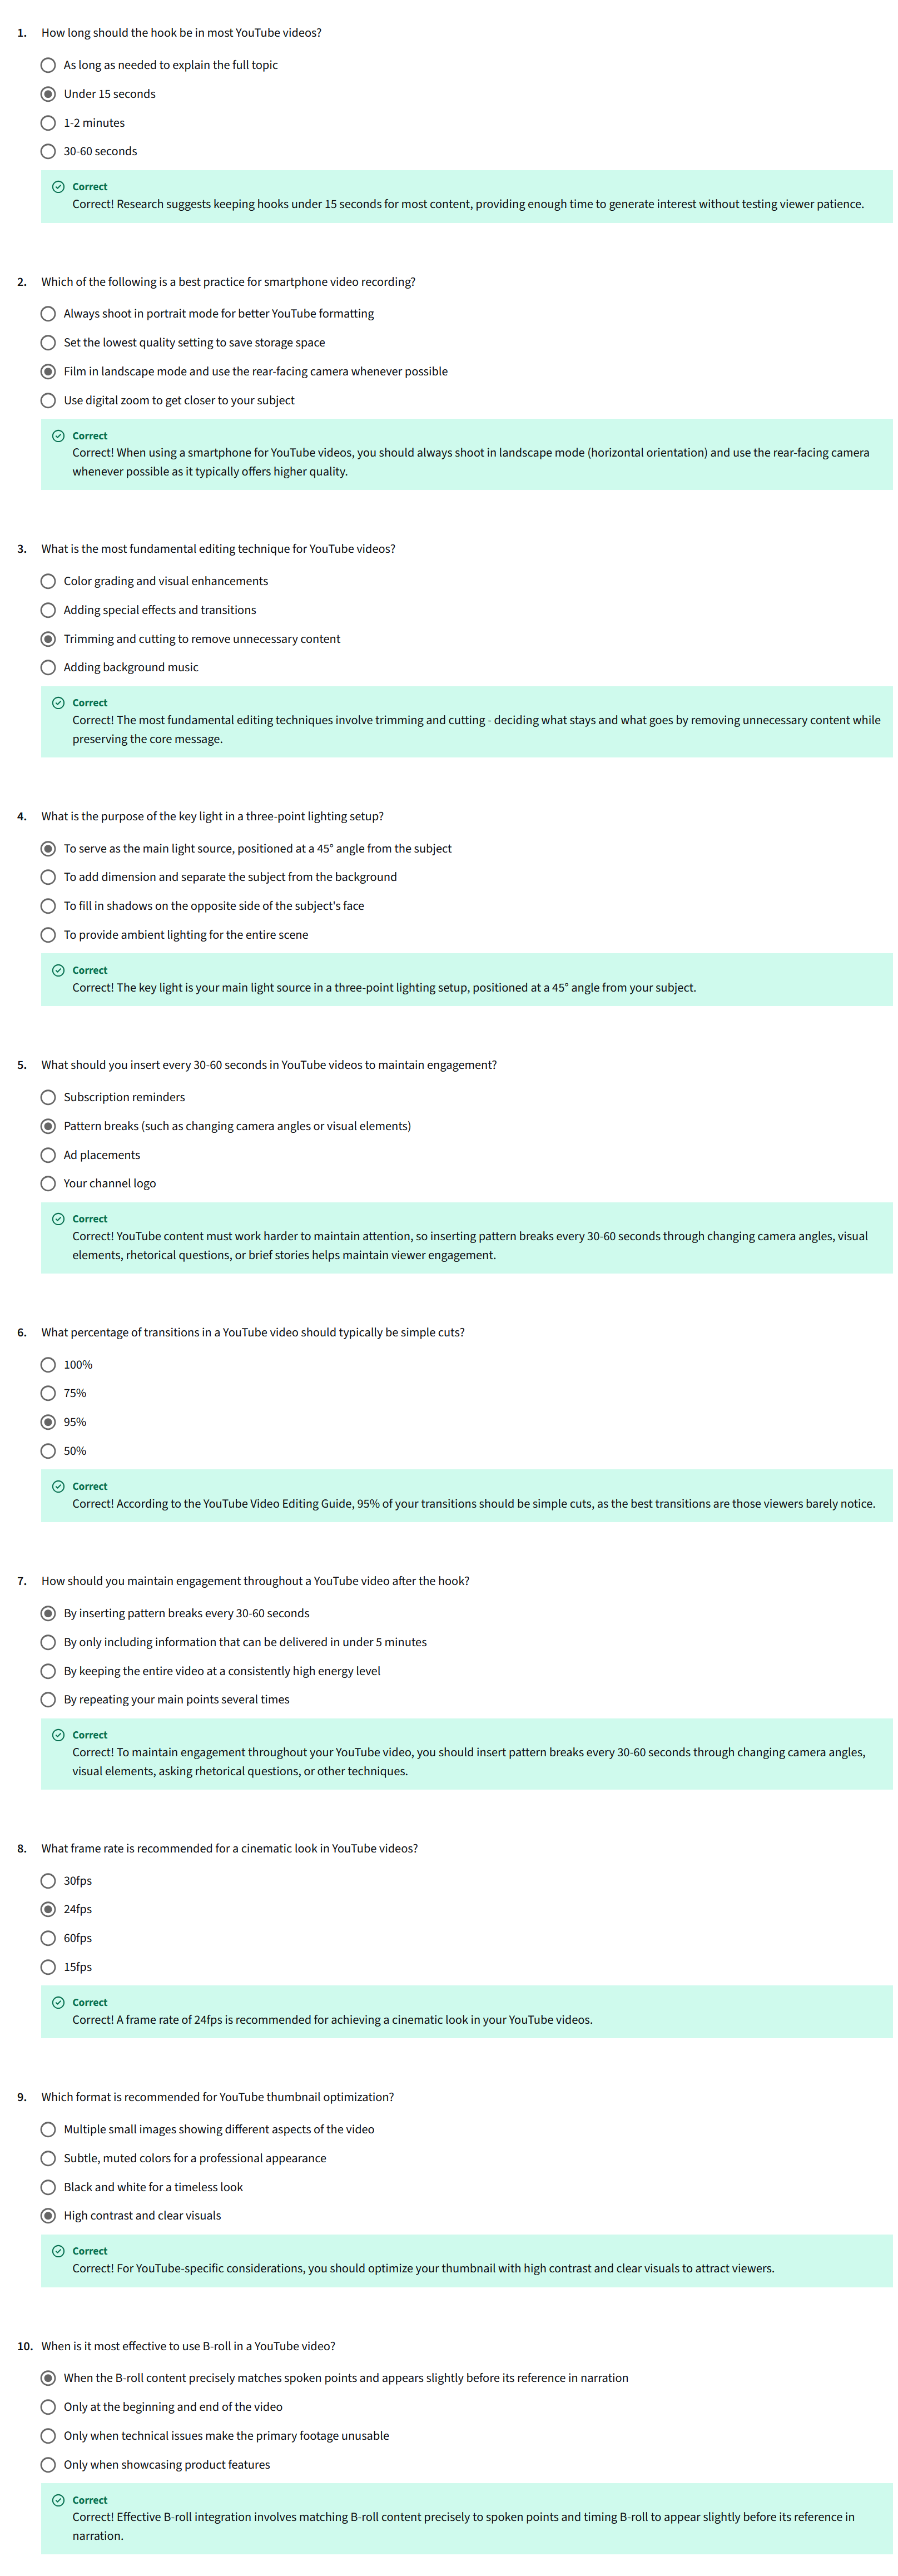 1. How long should the hook be in most YouTube videos?
As long as needed to explain the full topic
Under 15 seconds
1-2 minutes
30-60 seconds
Correct
Correct! Research suggests keeping hooks under 15 seconds for most content, providing enough time to generate interest without testing viewer patience.
2. Which of the following is a best practice for smartphone video recording?
Always shoot in portrait mode for better YouTube formatting
Set the lowest quality setting to save storage space
Film in landscape mode and use the rear-facing camera whenever possible
Use digital zoom to get closer to your subject
Correct
Correct! When using a smartphone for YouTube videos, you should always shoot in landscape mode (horizontal orientation) and use the rear-facing camera
whenever possible as it typically offers higher quality.
3. What is the most fundamental editing technique for YouTube videos?
Color grading and visual enhancements
Adding special effects and transitions
Trimming and cutting to remove unnecessary content
Adding background music
Correct
Correct! The most fundamental editing techniques involve trimming and cutting - deciding what stays and what goes by removing unnecessary content while
preserving the core message.
4. What is the purpose of the key light in a three-point lighting setup?
To serve as the main light source, positioned at a 45° angle from the subject
To add dimension and separate the subject from the background
To fill in shadows on the opposite side of the subject's face
To provide ambient lighting for the entire scene
Correct
Correct! The key light is your main light source in a three-point lighting setup, positioned at a 45° angle from your subject.
5. What should you insert every 30-60 seconds in YouTube videos to maintain engagement?
Subscription reminders
Pattern breaks (such as changing camera angles or visual elements)
Ad placements
Your channel logo
Correct
Correct! YouTube content must work harder to maintain attention, so inserting pattern breaks every 30-60 seconds through changing camera angles, visual
elements, rhetorical questions, or brief stories helps maintain viewer engagement.
6. What percentage of transitions in a YouTube video should typically be simple cuts?
100%
75%
95%
50%
Correct
Correct! According to the YouTube Video Editing Guide, 95% of your transitions should be simple cuts, as the best transitions are those viewers barely notice.
7. How should you maintain engagement throughout a YouTube video after the hook?
By inserting pattern breaks every 30-60 seconds
By only including information that can be delivered in under 5 minutes
By keeping the entire video at a consistently high energy level
By repeating your main points several times
Correct
Correct! To maintain engagement throughout your YouTube video, you should insert pattern breaks every 30-60 seconds through changing camera angles,
visual elements, asking rhetorical questions, or other techniques.
8. What frame rate is recommended for a cinematic look in YouTube videos?
30fps
24fps
60fps
15fps
Correct
Correct! A frame rate of 24fps is recommended for achieving a cinematic look in your YouTube videos.
9. Which format is recommended for YouTube thumbnail optimization?
Multiple small images showing different aspects of the video
Subtle, muted colors for a professional appearance
Black and white for a timeless look
High contrast and clear visuals
Correct
Correct! For YouTube-specific considerations, you should optimize your thumbnail with high contrast and clear visuals to attract viewers.
10. When is it most effective to use B-roll in a YouTube video?
When the B-roll content precisely matches spoken points and appears slightly before its reference in narration
Only at the beginning and end of the video
Only when technical issues make the primary footage unusable
Only when showcasing product features
Correct
Correct! Effective B-roll integration involves matching B-roll content precisely to spoken points and timing B-roll to appear slightly before its reference in
narration.